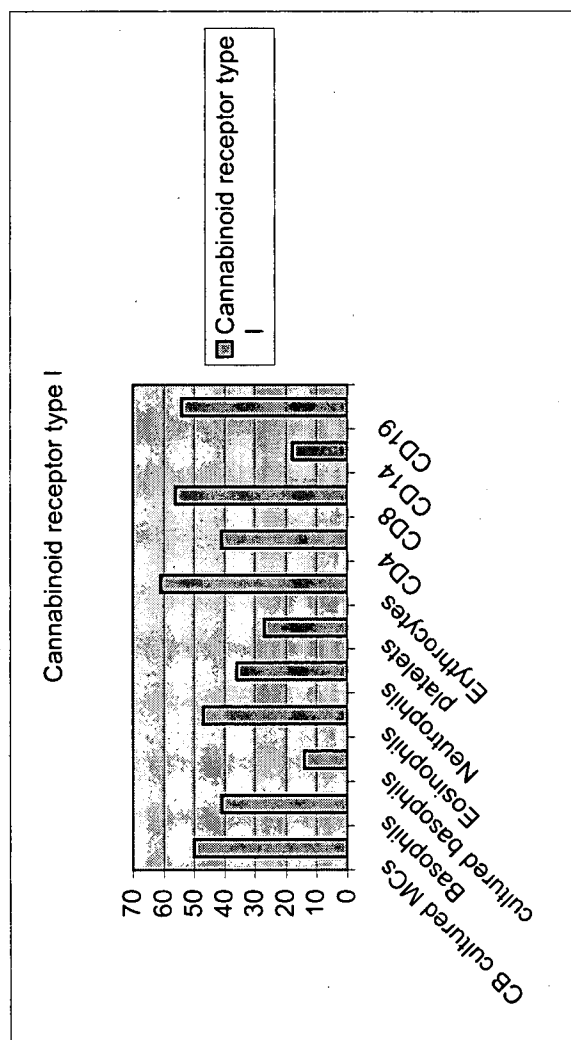 Cannabinoid receptor type I
70
60
50
40
30
20
10
0
CB cultured MCs
Basophils
cultured basophils
Eosinophils
Neutrophils
platelets
Erythrocytes
CD4
CD8
CD14
CD19
Cannabinoid receptor type
I